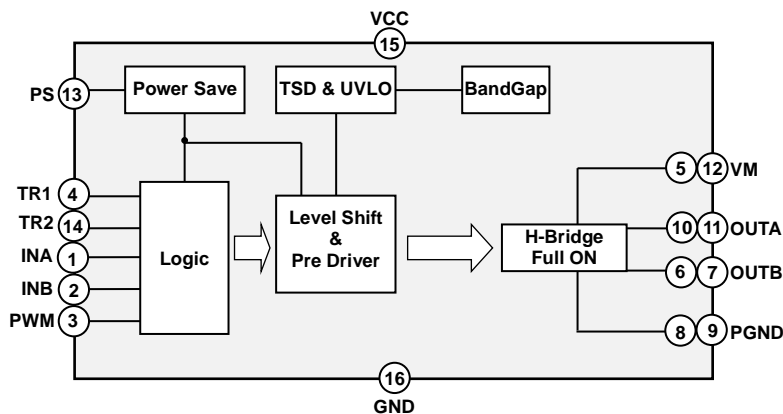 VCC
15
PS 13
Power Save
TSD & UVLO
BandGap
TR1 4
TR2 14
INA 1
INB 2
PWM 3
Logic
Level Shift
&
Pre Driver
H-Bridge
Full ON
5 12 VM
10 11 OUTA
6 7 OUTB
8 9 PGND
16
GND